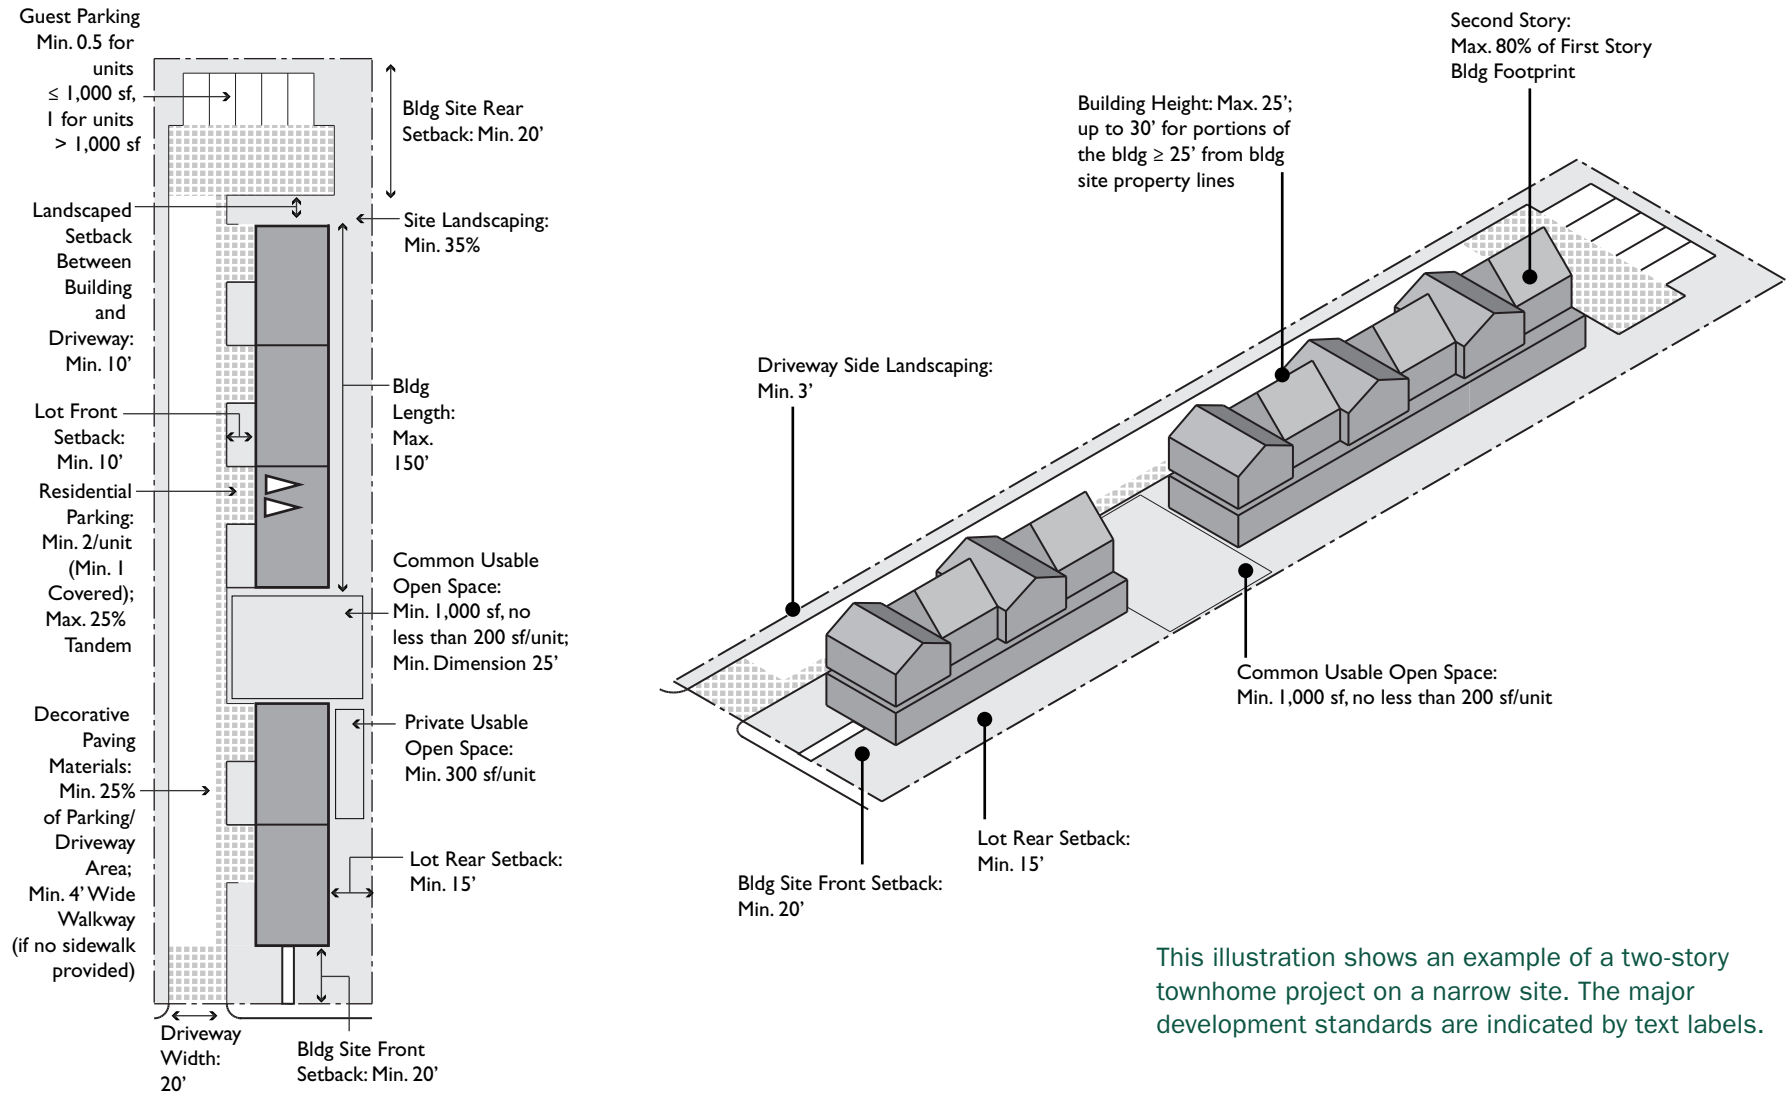 Guest Parking
Min. 0.5 for
units
≤ 1,000 sf,
1 for units
> 1,000 sf
Bldg Site Rear
Setback: Min. 20’
Landscaped
Setback
Between
Building
and
Driveway:
Min. 10’
Site Landscaping:
Min. 35%
Lot Front
Setback:
Min. 10’
Bldg
Length:
Max.
150’
Residential
Parking:
Min. 2/unit
(Min. 1
Covered);
Max. 25%
Tandem
Common Usable
Open Space:
Min. 1,000 sf, no
less than 200 sf/unit;
Min. Dimension 25’
Decorative
Paving
Materials:
Min. 25%
of Parking/
Driveway
Area;
Min. 4’ Wide
Walkway
(if no sidewalk
provided)
Private Usable
Open Space:
Min. 300 sf/unit
Lot Rear Setback:
Min. 15’
Driveway
Width:
20’
Bldg Site Front
Setback: Min. 20’
Second Story:
Max. 80% of First Story
Bldg Footprint
Building Height: Max. 25’;
up to 30’ for portions of
the bldg ≥ 25’ from bldg
site property lines
Driveway Side Landscaping:
Min. 3’
Common Usable Open Space:
Min. 1,000 sf, no less than 200 sf/unit
Lot Rear Setback:
Min. 15’
Bldg Site Front Setback:
Min. 20’
This illustration shows an example of a two-story
townhome project on a narrow site. The major
development standards are indicated by text labels.